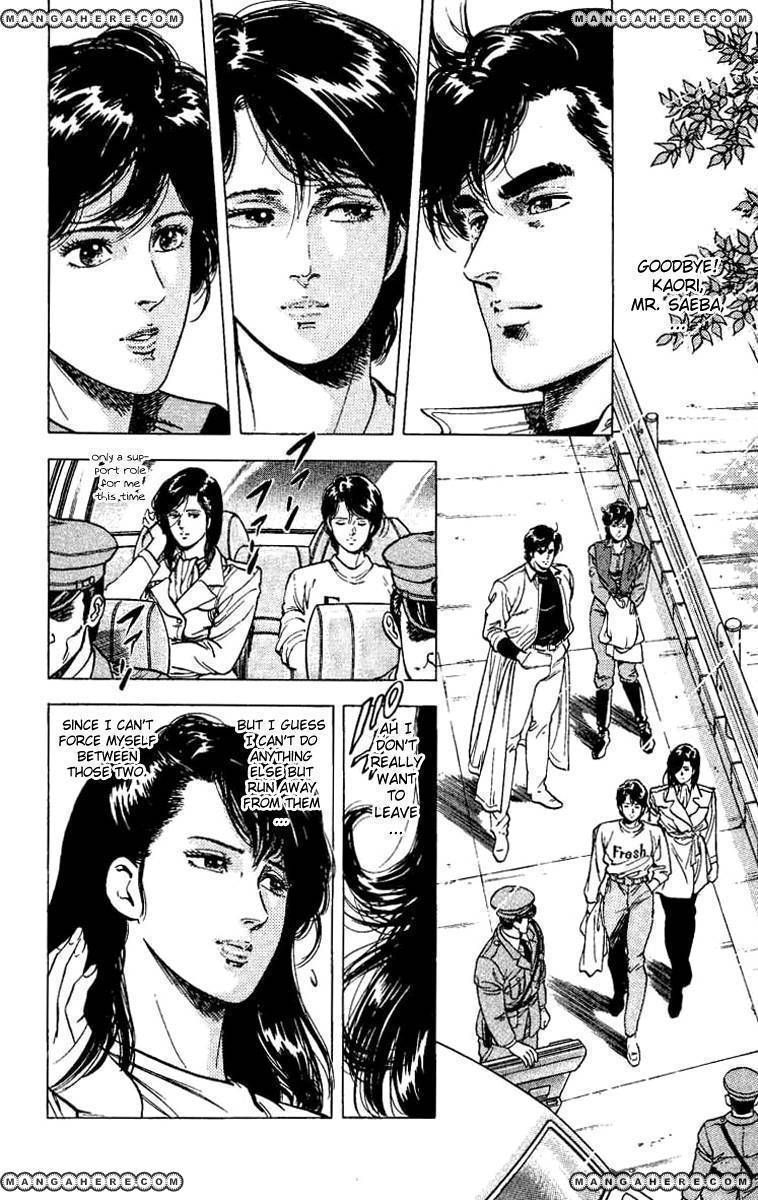 MANGAHERE.COM
MANGAHERE.COM
GOODBYE!
KAORI,
MR. SAEBA,
...
only a sup-
port role
for me
this time
AH I
DON'T
REALLY
WANT
TO
LEAVE
...
BUT I GUESS
I CAN'T DO
ANYTHING
ELSE BUT
RUN AWAY
FROM THEM
...
SINCE I CAN'T
FORCE MYSELF
BETWEEN
THOSE TWO.
Fresh
MANGAHERE.COM
MANGAHERE.COM